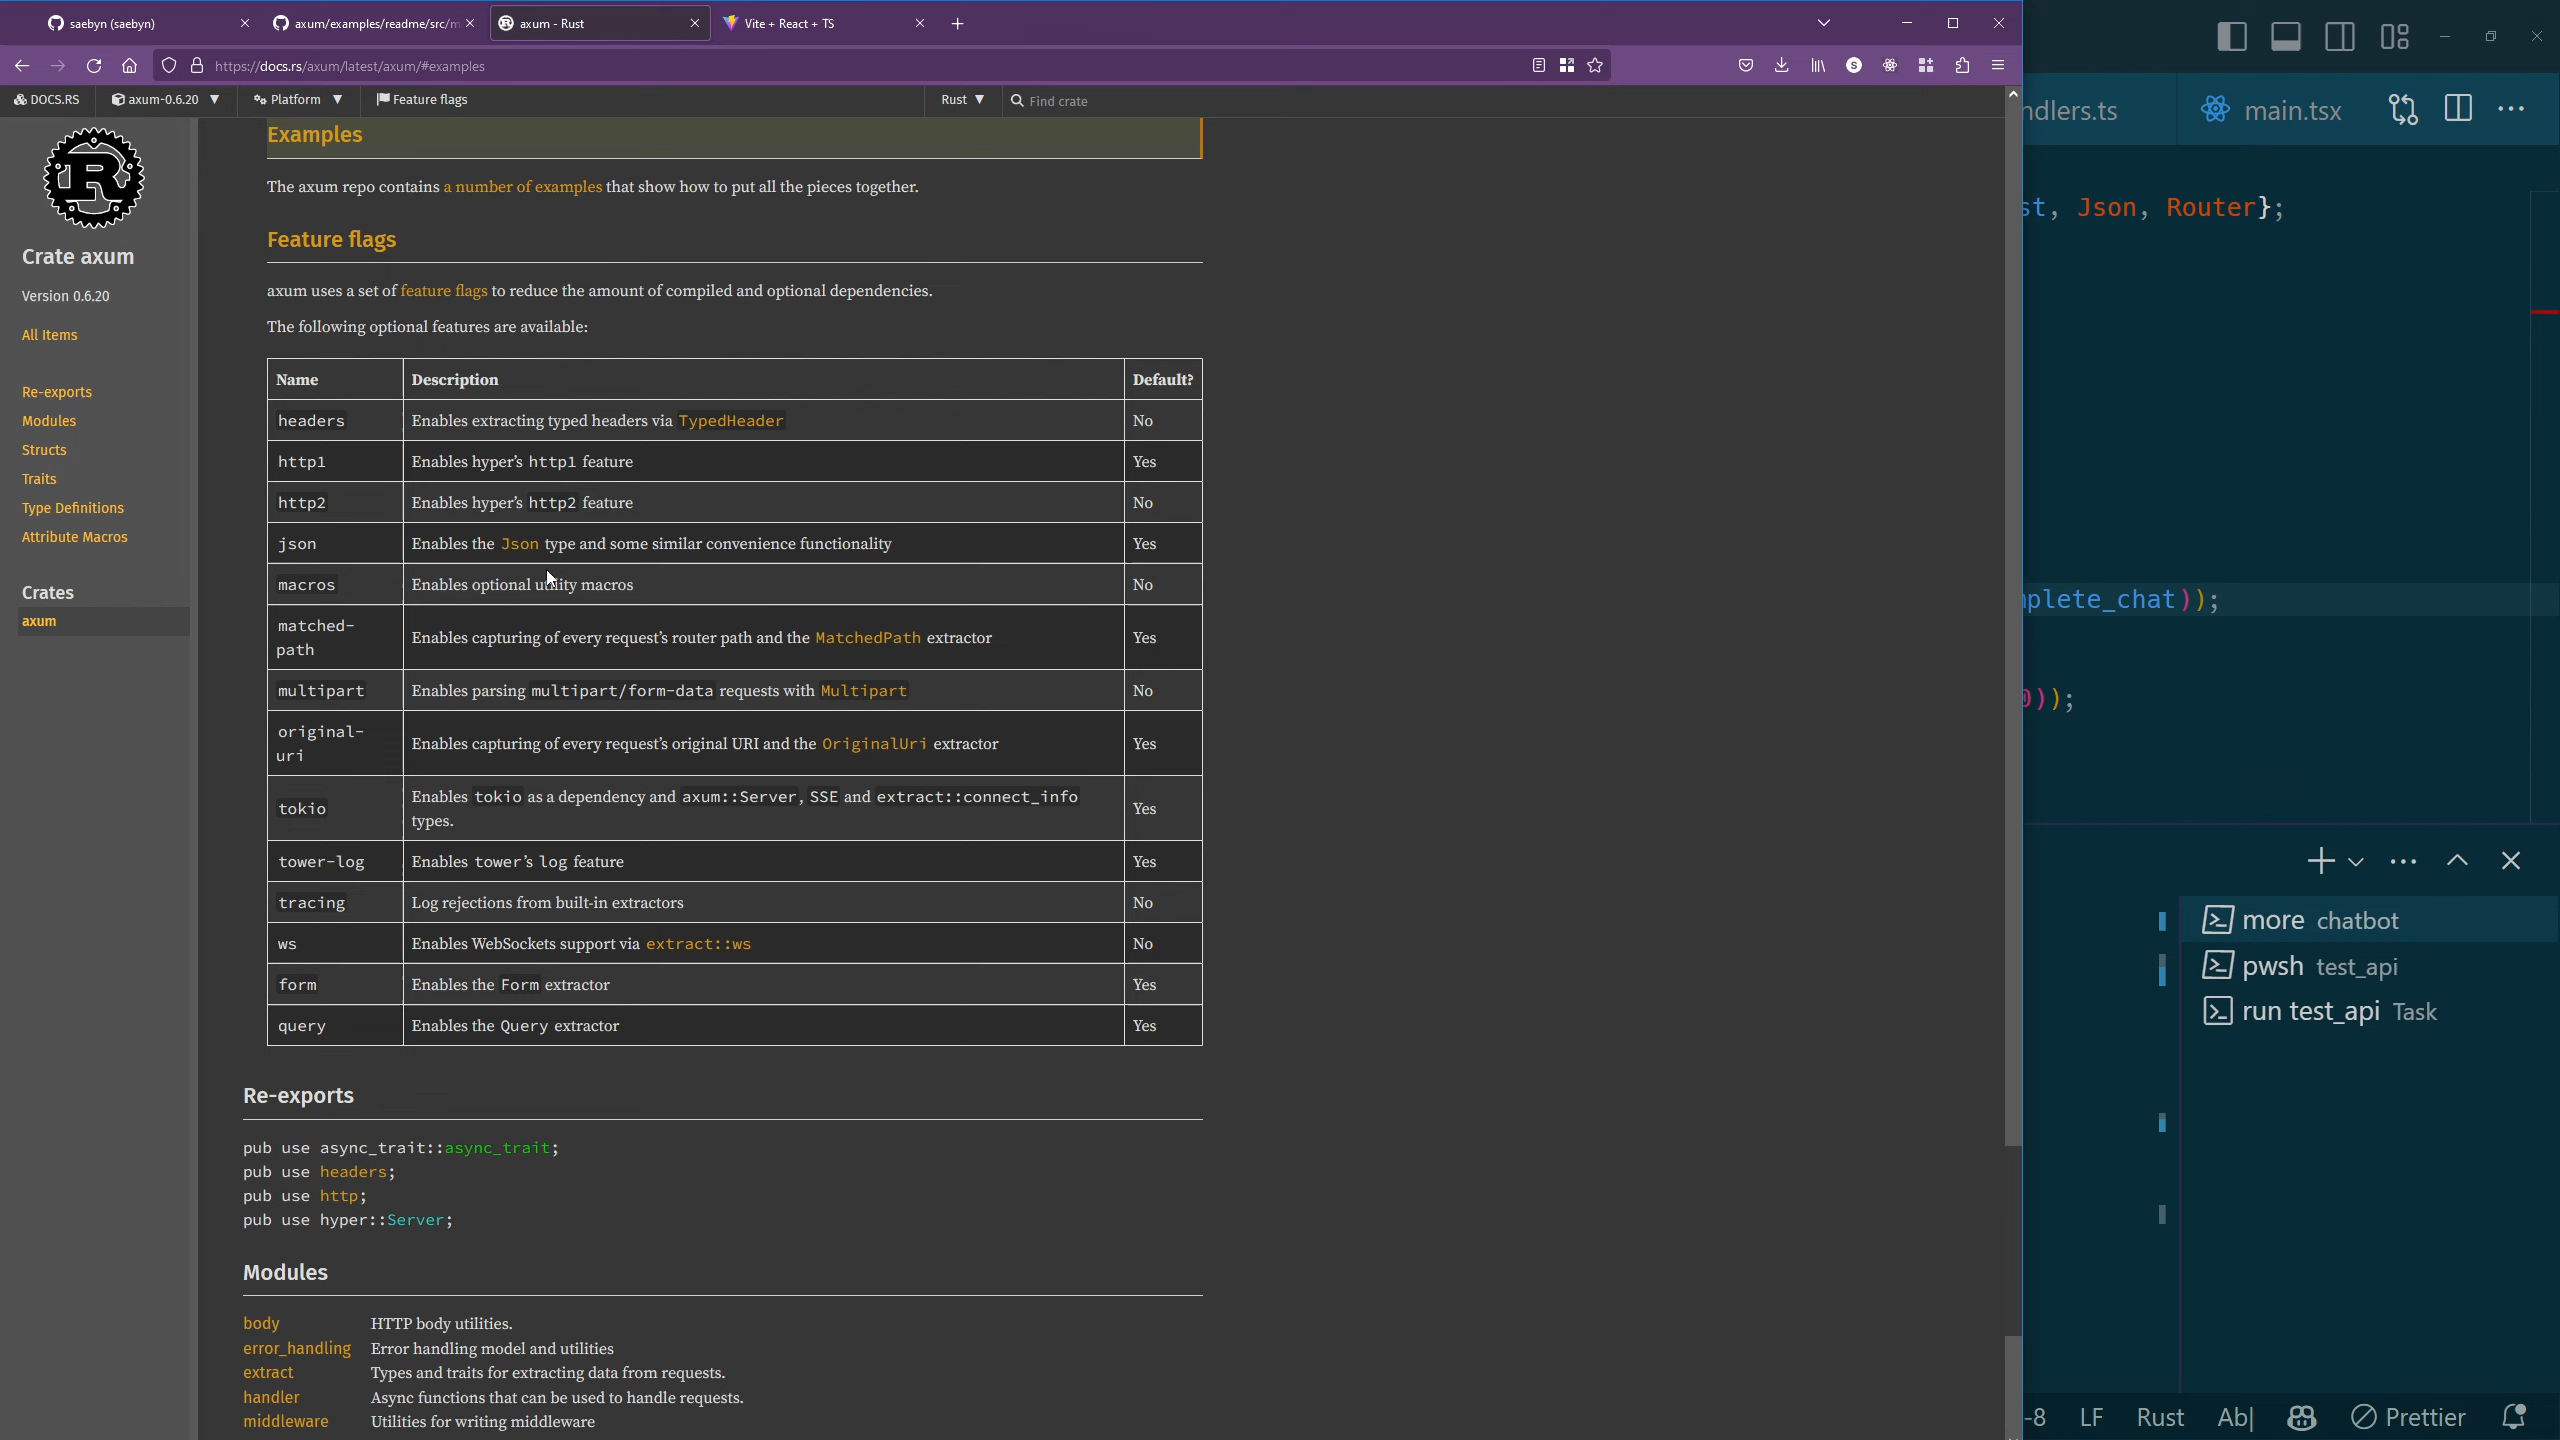 saebyn (saebyn)
axum/examples/readme/src/m
axum - Rust
Vite + React + TS
https://docs.rs/axum/latest/axum/#examples
DOCS.RS
axum-0.6.20
Platform
Feature flags
Rust
Find crate
Crate axum
Version 0.6.20
All Items
Re-exports
Modules
Structs
Traits
Type Definitions
Attribute Macros
Crates
axum
Examples
The axum repo contains a number of examples that show how to put all the pieces together.
Feature flags
axum uses a set of feature flags to reduce the amount of compiled and optional dependencies.
The following optional features are available:
Name Description Default?
headers Enables extracting typed headers via TypedHeader No
http1 Enables hyper’s http1 feature Yes
http2 Enables hyper’s http2 feature No
json Enables the Json type and some similar convenience functionality Yes
macros Enables optional utility macros No
matched-
path Enables capturing of every request’s router path and the MatchedPath extractor Yes
multipart Enables parsing multipart/form-data requests with Multipart No
original-
uri Enables capturing of every request’s original URI and the OriginalUri extractor Yes
tokio Enables tokio as a dependency and axum::Server, SSE and extract::connect_info
types. Yes
tower-log Enables tower’s log feature Yes
tracing Log rejections from built-in extractors No
ws Enables WebSockets support via extract::ws No
form Enables the Form extractor Yes
query Enables the Query extractor Yes
Re-exports
pub use async_trait::async_trait;
pub use headers;
pub use http;
pub use hyper::Server;
Modules
body HTTP body utilities.
error_handling Error handling model and utilities
extract Types and traits for extracting data from requests.
handler Async functions that can be used to handle requests.
middleware Utilities for writing middleware
ndlers.ts
main.tsx
st, Json, Router};
mplete_chat));
0));
more chatbot
pwsh test_api
run test_api Task
-8
LF
Rust
Ab|
Prettier